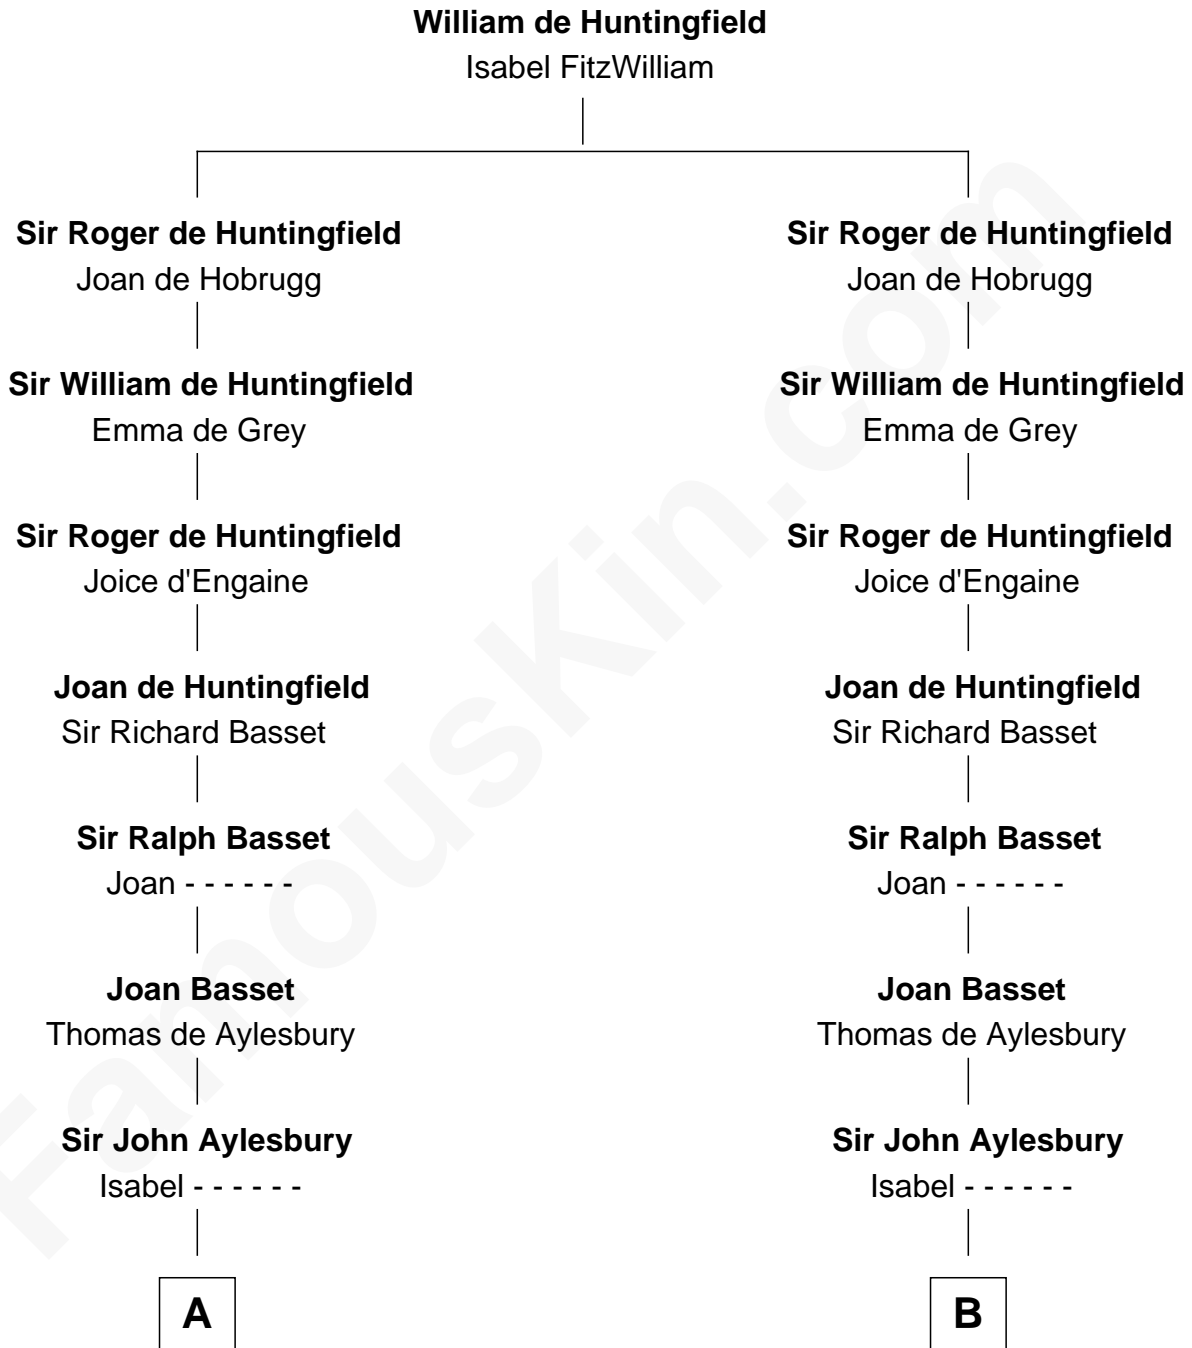 William de Huntingfield
Isabel FitzWilliam
Sir Roger de Huntingfield
Joan de Hobrugg
Sir William de Huntingfield
Emma de Grey
Sir Roger de Huntingfield
Joice d'Engaine
Joan de Huntingfield
Sir Richard Basset
Sir Ralph Basset
Joan - - - - - -
Joan Basset
Thomas de Aylesbury
Sir John Aylesbury
Isabel - - - - - -
A
Sir Roger de Huntingfield
Joan de Hobrugg
Sir William de Huntingfield
Emma de Grey
Sir Roger de Huntingfield
Joice d'Engaine
Joan de Huntingfield
Sir Richard Basset
Sir Ralph Basset
Joan - - - - - -
Joan Basset
Thomas de Aylesbury
Sir John Aylesbury
Isabel - - - - - -
B
FamousKin.com